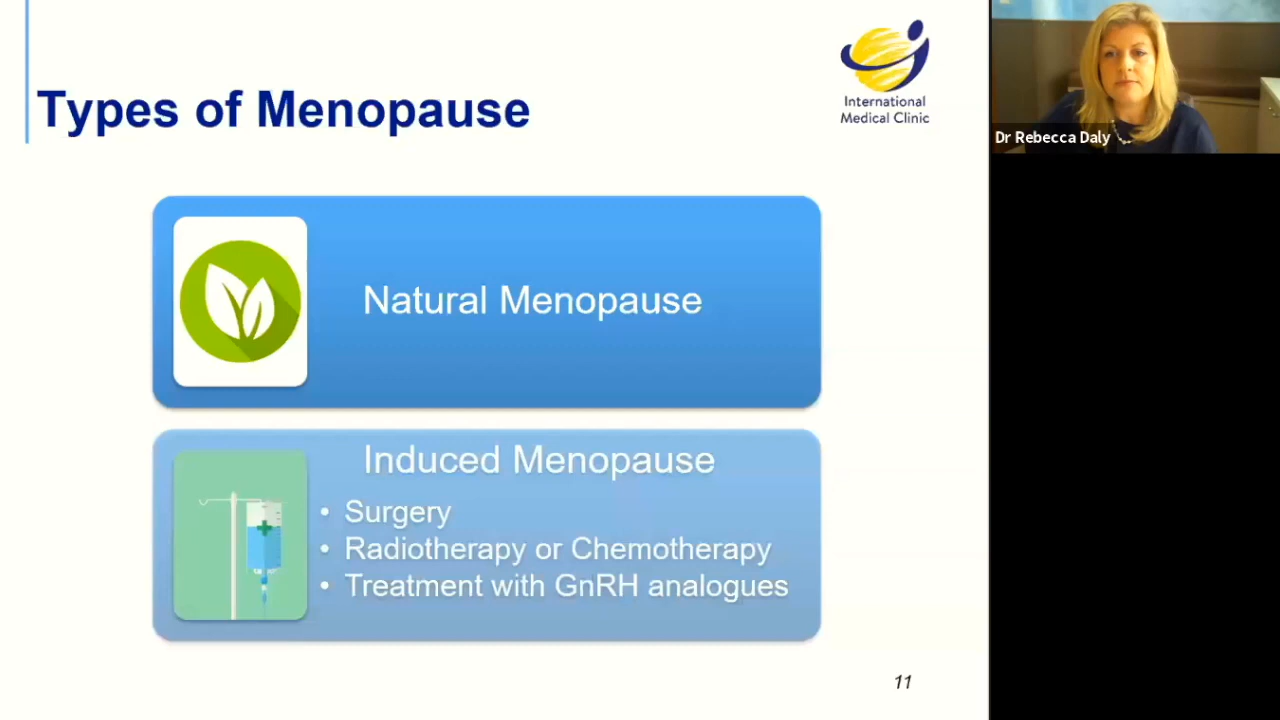 Types of Menopause
International
Medical Clinic
Dr Rebecca Daly
Natural Menopause
Induced Menopause
• Surgery
• Radiotherapy or Chemotherapy
• Treatment with GnRH analogues
11